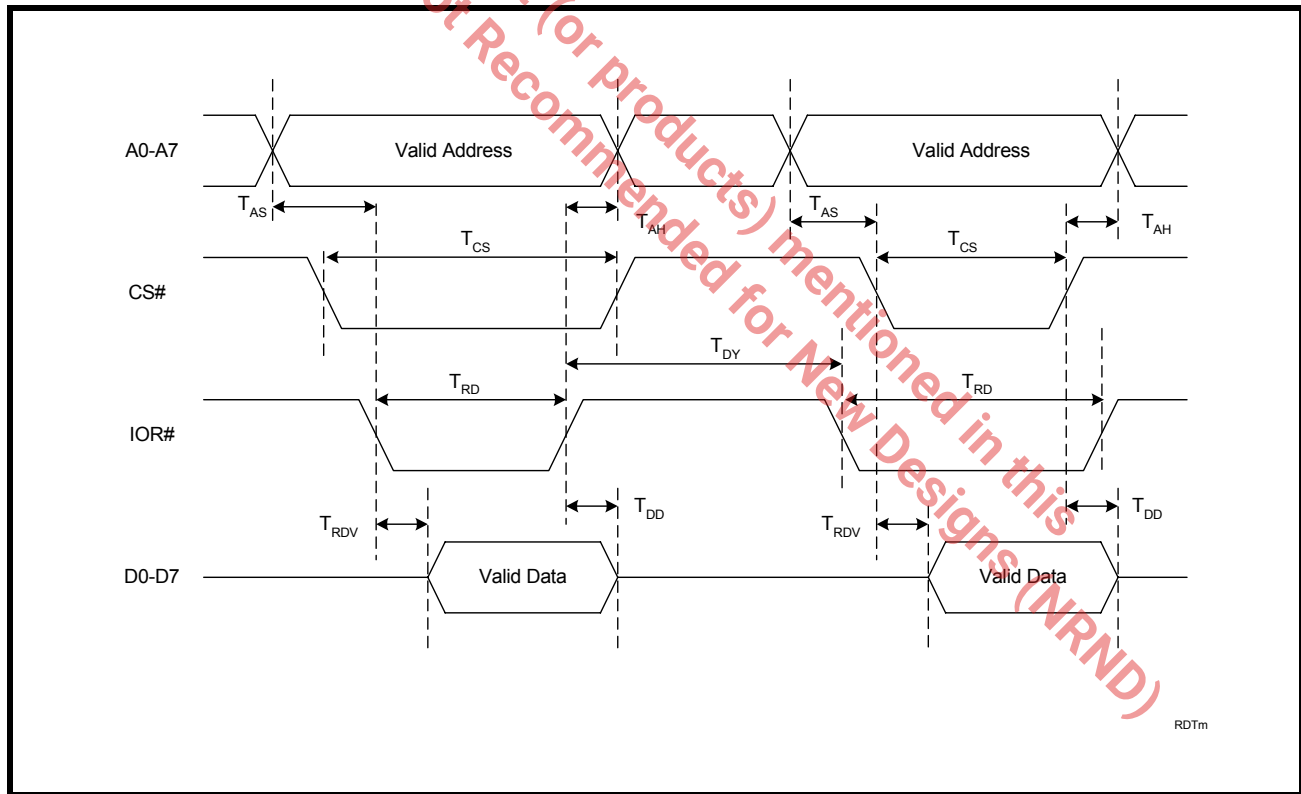 (or products) mentioned in this
ot Recommended for New Designs (NRND)
A0-A7
Valid Address
Valid Address
TAS
TAH
TAS
TAH
TCS
TCS
CS#
TDY
TRD
TRD
IOR#
TRDV
TDD
TRDV
TDD
D0-D7
Valid Data
Valid Data
RDTm